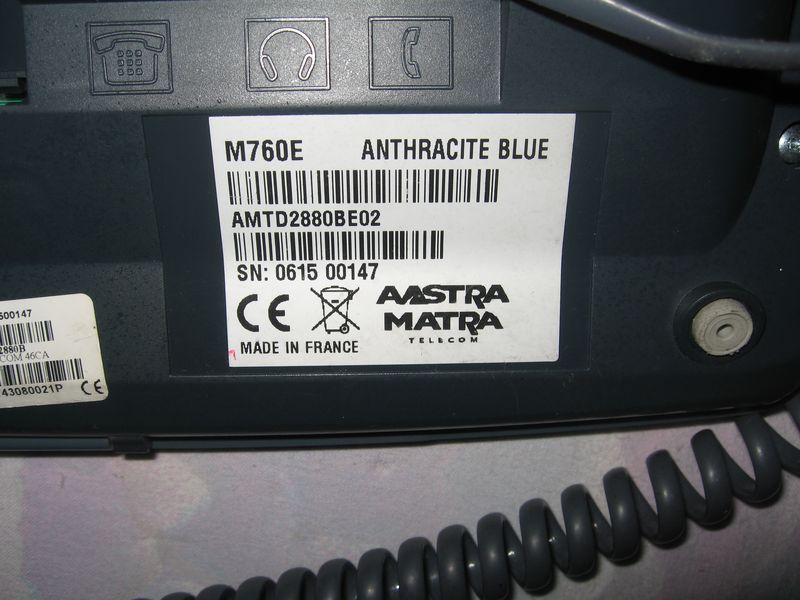 M760E ANTHRACITE BLUE
AMTD2880BE02
SN: 0615 00147
CE
AASTRA
MATRA
TELECOM
MADE IN FRANCE
500147
2880B
COM 46CA
43080021P CE